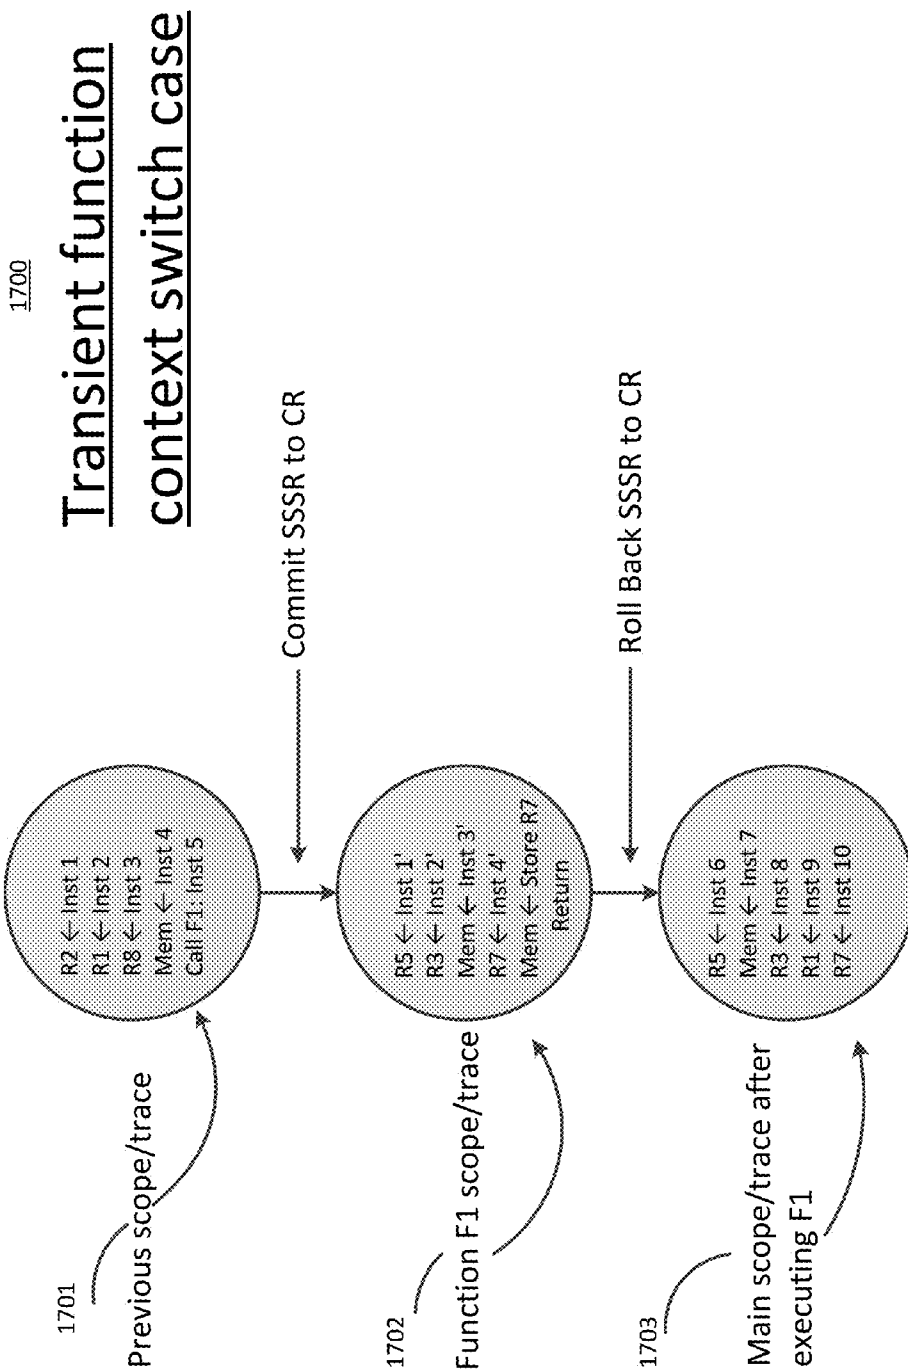 1700
Transient function
context switch case
1701
Previous scope/trace
R2 ← Inst 1
R1 ← Inst 2
R8 ← Inst 3
Mem ← Inst 4
Call F1: Inst 5
Commit SSSR to CR
1702
Function F1 scope/trace
R5 ← Inst 1'
R3 ← Inst 2'
Mem ← Inst 3'
R7 ← Inst 4'
Mem ← Store R7
Return
Roll Back SSSR to CR
1703
Main scope/trace after
executing F1
R5 ← Inst 6
Mem ← Inst 7
R3 ← Inst 8
R1 ← Inst 9
R7 ← Inst 10